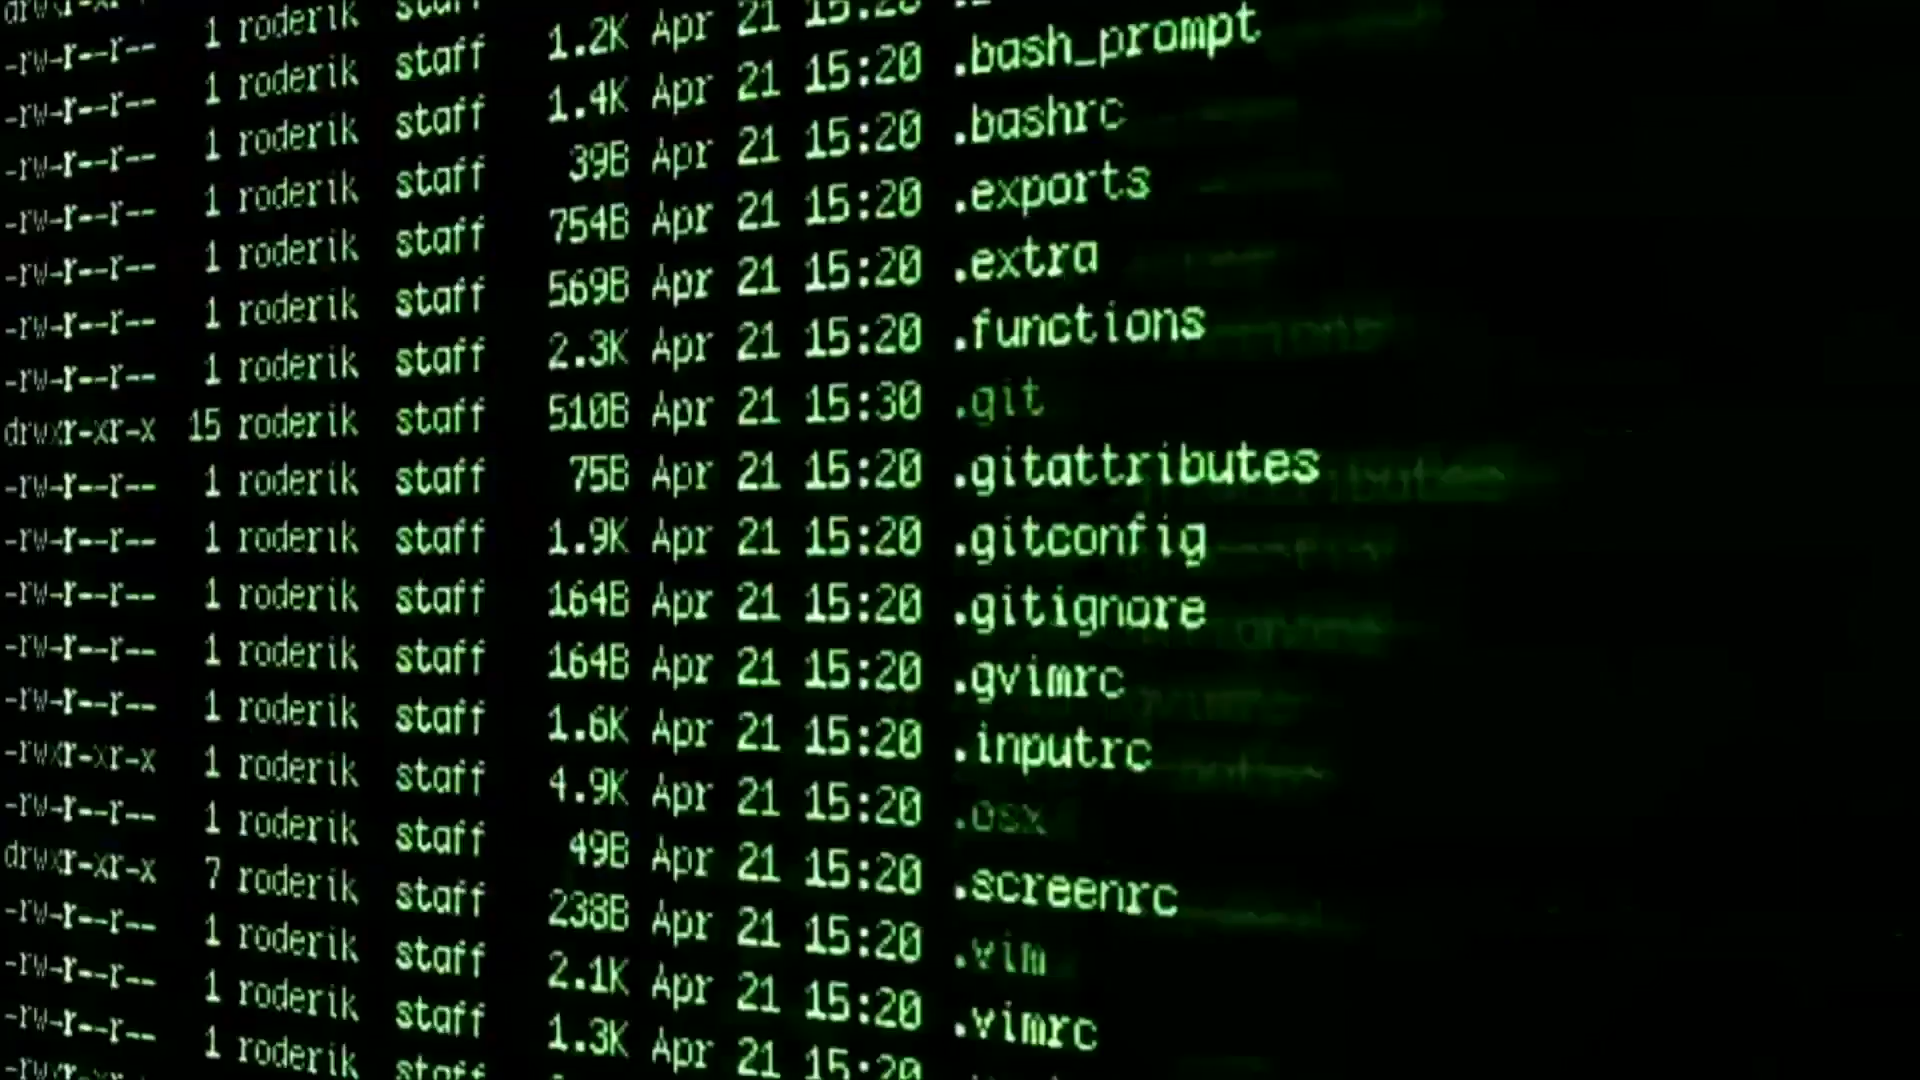 -rw-r--r-- 1 roderik staff
-rw-r--r-- 1 roderik staff 1.2K Apr 21 15:20
-rw-r--r-- 1 roderik staff 1.4K Apr 21 15:20 .bash_prompt
-rw-r--r-- 1 roderik staff 39B Apr 21 15:20 .bashrc
-rw-r--r-- 1 roderik staff 754B Apr 21 15:20 .exports
-rw-r--r-- 1 roderik staff 569B Apr 21 15:20 .extra
-rw-r--r-- 1 roderik staff 2.3K Apr 21 15:20 .functions
drwxr-xr-x 15 roderik staff 510B Apr 21 15:30 .git
-rw-r--r-- 1 roderik staff 75B Apr 21 15:20 .gitattributes
-rw-r--r-- 1 roderik staff 1.9K Apr 21 15:20 .gitconfig
-rw-r--r-- 1 roderik staff 164B Apr 21 15:20 .gitignore
-rw-r--r-- 1 roderik staff 164B Apr 21 15:20 .gvimrc
-rw-r--r-- 1 roderik staff 1.6K Apr 21 15:20 .inputrc
-rwxr-xr-x 1 roderik staff 4.9K Apr 21 15:20 .osx
-rw-r--r-- 1 roderik staff 49B Apr 21 15:20 .screenrc
drwxr-xr-x 7 roderik staff 238B Apr 21 15:20 .vim
-rw-r--r-- 1 roderik staff 2.1K Apr 21 15:20 .vimrc
-rw-r--r-- 1 roderik staff 1.3K Apr 21 15:20
-rw-r--r-- 1 roderik staff
-rw-r--r--